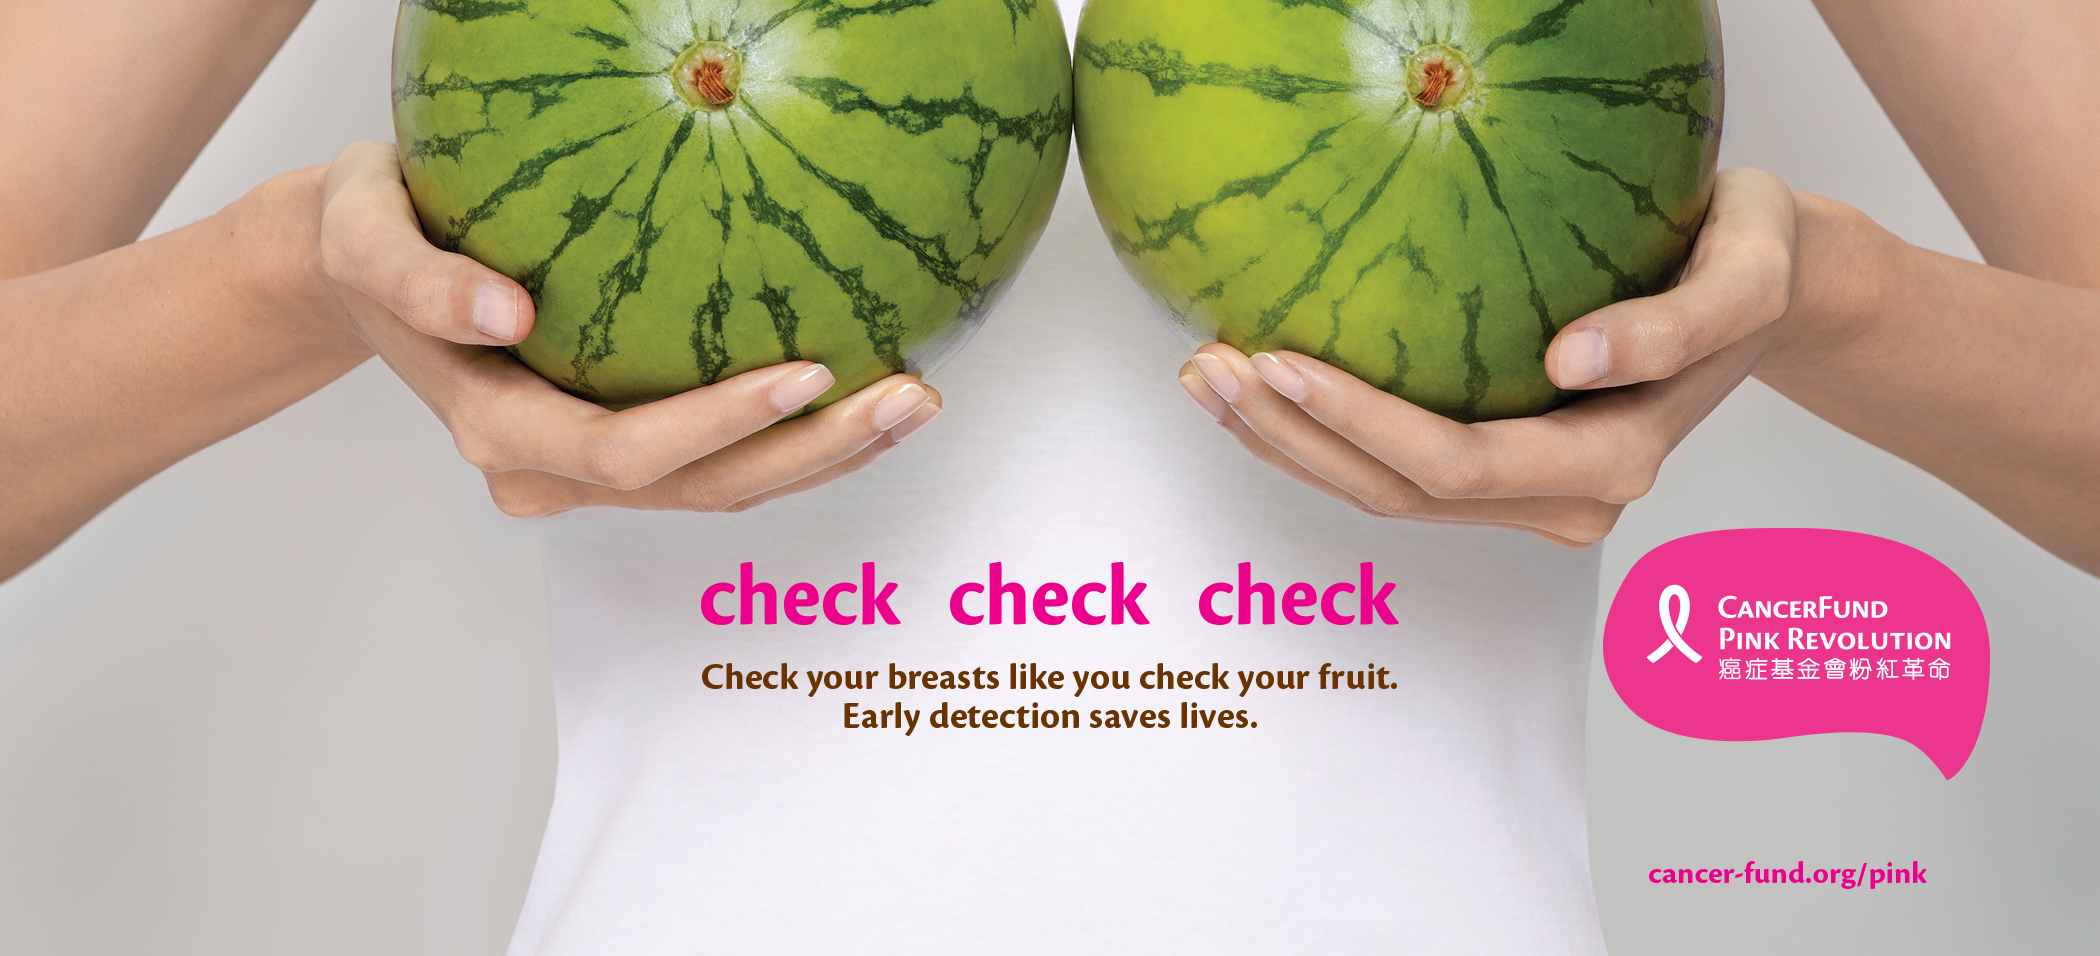 check check check
Check your breasts like you check your fruit.
Early detection saves lives.
CANCERFUND
PINK REVOLUTION
癌症基金會粉紅革命
cancer-fund.org/pink